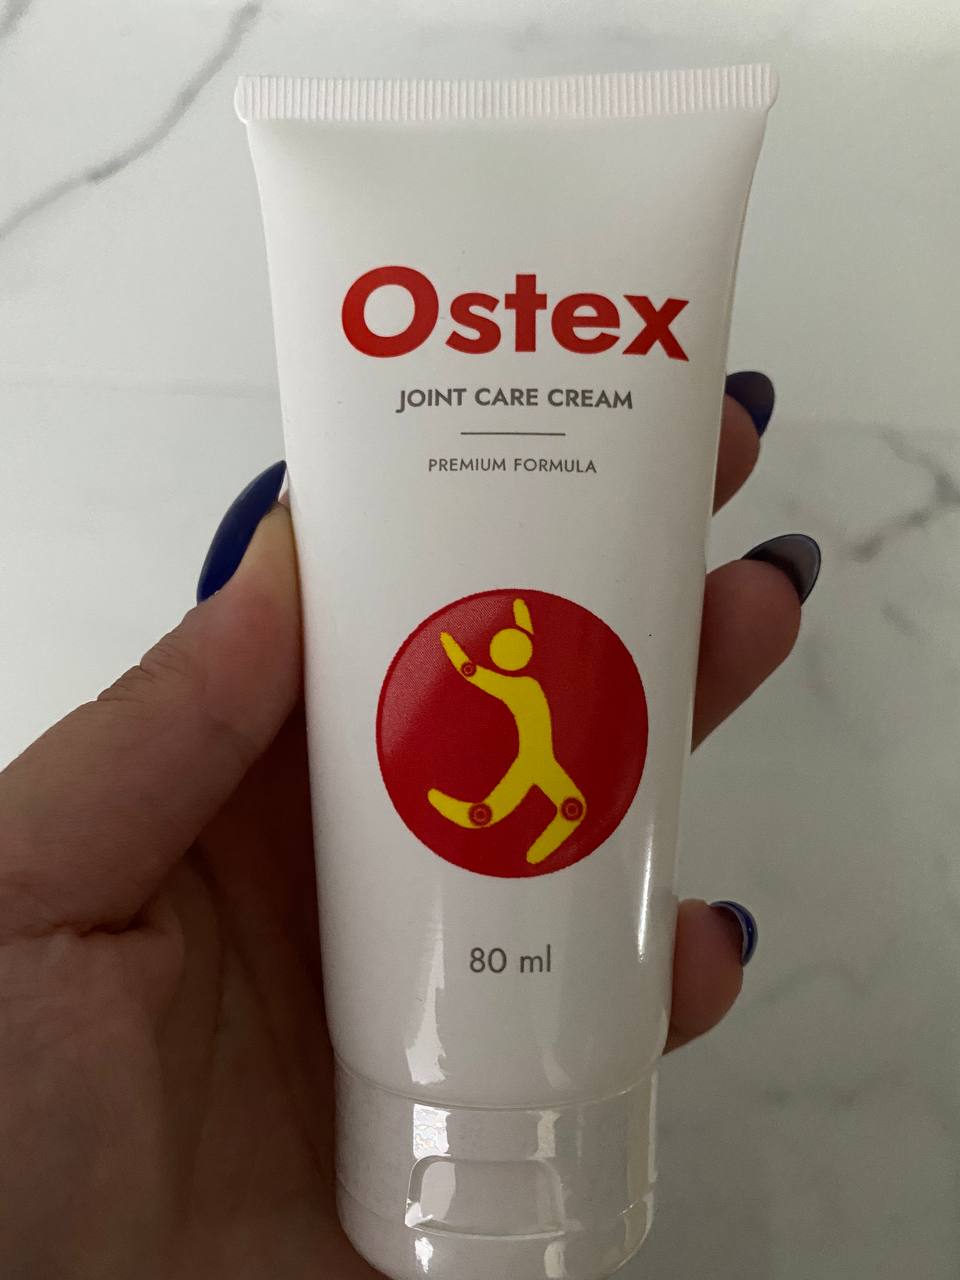 Ostex
JOINT CARE CREAM
PREMIUM FORMULA
80 ml